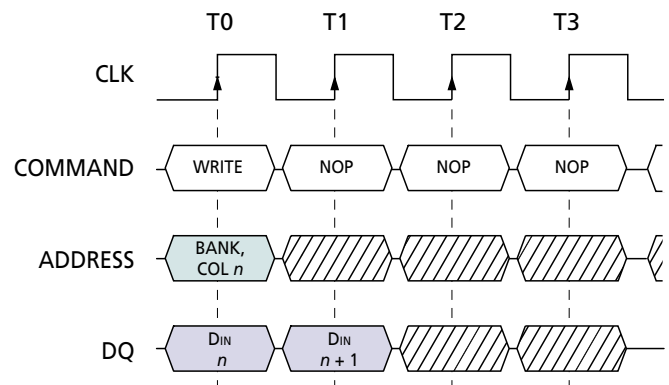 T0 T1 T2 T3
CLK
COMMAND WRITE NOP NOP NOP
ADDRESS BANK,
COL n
DQ DIN DIN
n n + 1